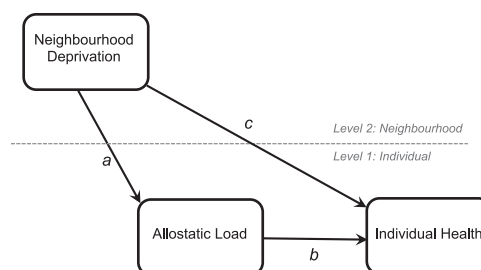 Neighbourhood
Deprivation
c
Level 2: Neighbourhood
Level 1: Individual
a
Allostatic Load
b
Individual Health